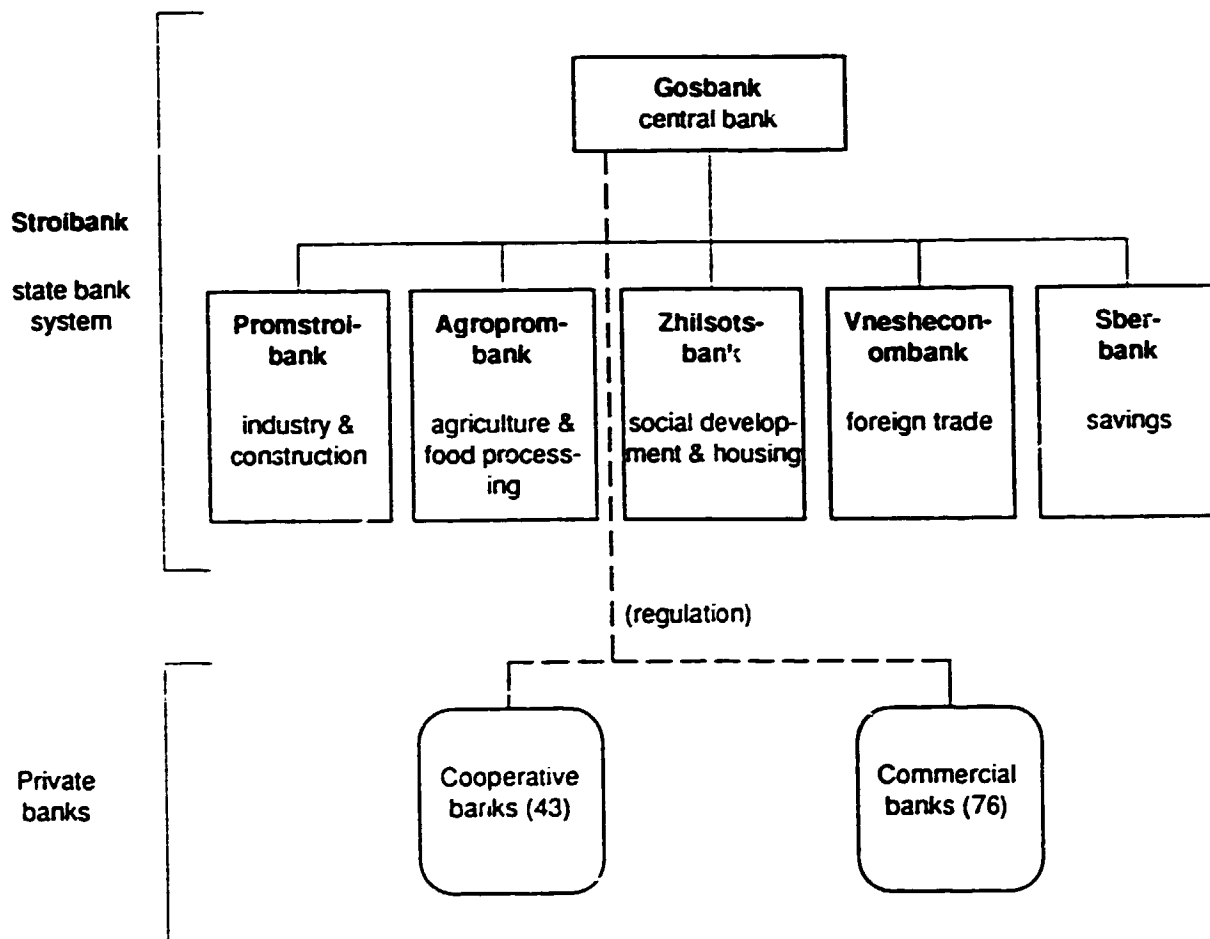 Gosbank
central bank
Stroibank
state bank
system
Promstroi-
bank
industry &
construction
Agroprom-
bank
agriculture &
food process-
ing
Zhilsots-
bank
social develop-
ment & housing
Vneshecon-
ombank
foreign trade
Sber-
bank
savings
(regulation)
Private
banks
Cooperative
banks (43)
Commercial
banks (76)